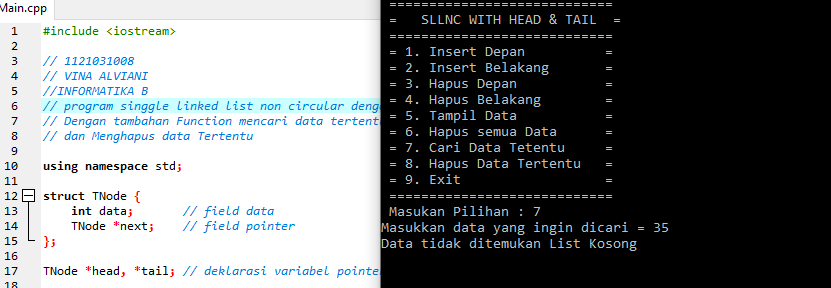 Main.cpp
1 #include <iostream>
2
3 // 1121031008
4 // VINA ALVIANI
5 //INFORMATIKA B
6 // program singgle linked list non circular denga
7 // Dengan tambahan Function mencari data tertent
8 // dan Menghapus data Tertentu
9
10 using namespace std;
11
12 struct TNode {
13 int data; // field data
14 TNode *next; // field pointer
15 };
16
17 TNode *head, *tail; // deklarasi variabel pointe
18
=============================
= SLLNC WITH HEAD & TAIL =
=============================
= 1. Insert Depan =
= 2. Insert Belakang =
= 3. Hapus Depan =
= 4. Hapus Belakang =
= 5. Tampil Data =
= 6. Hapus semua Data =
= 7. Cari Data Tetentu =
= 8. Hapus Data Tertentu =
= 9. Exit =
=============================
Masukan Pilihan : 7
Masukkan data yang ingin dicari = 35
Data tidak ditemukan List Kosong